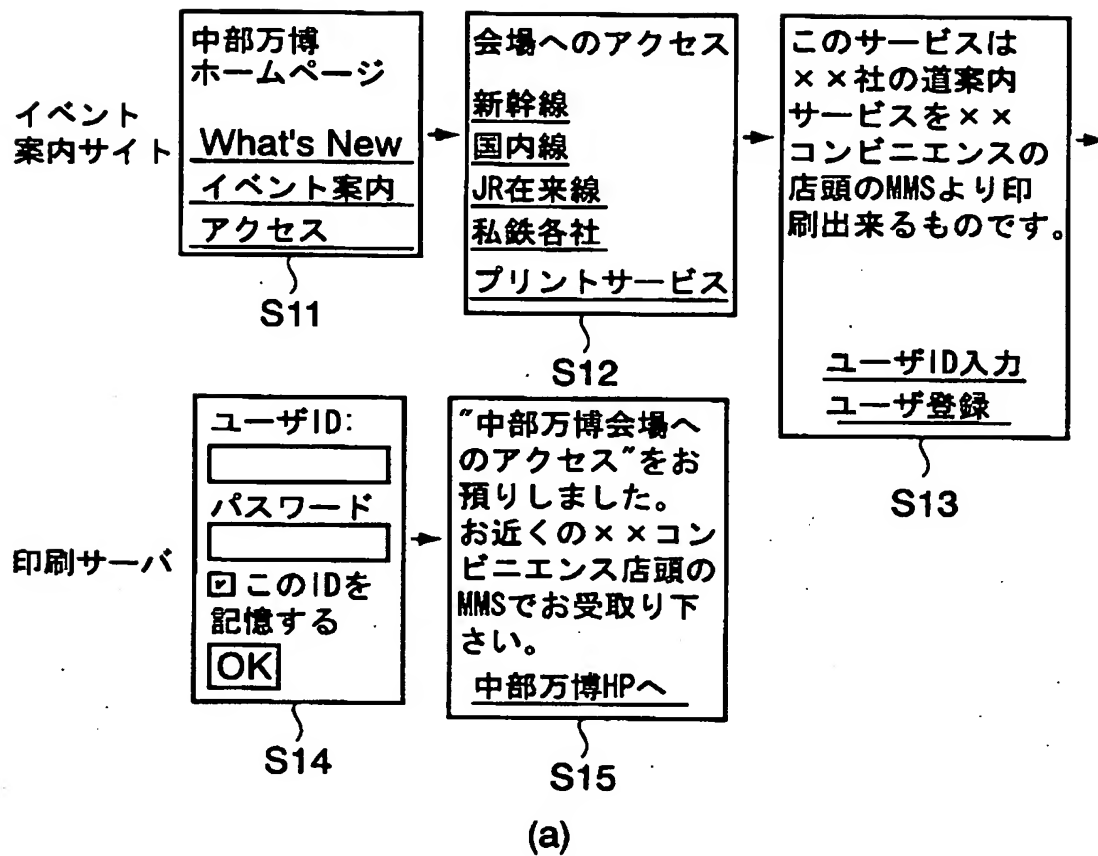 イベント
案内サイト
中部万博
ホームページ
What's New
イベント案内
アクセス
S11
会場へのアクセス
新幹線
国内線
JR在来線
私鉄各社
プリントサービス
S12
このサービスは
××社の道案内
サービスを××
コンビニエンスの
店頭のMMSより印
刷出来るものです。
ユーザID入力
ユーザ登録
S13
印刷サーバ
ユーザID:
パスワード
このIDを
記憶する
OK
S14
"中部万博会場へ
のアクセス"をお
預りしました。
お近くの××コン
ビニエンス店頭の
MMSでお受取り下
さい。
中部万博HPへ
S15
(a)